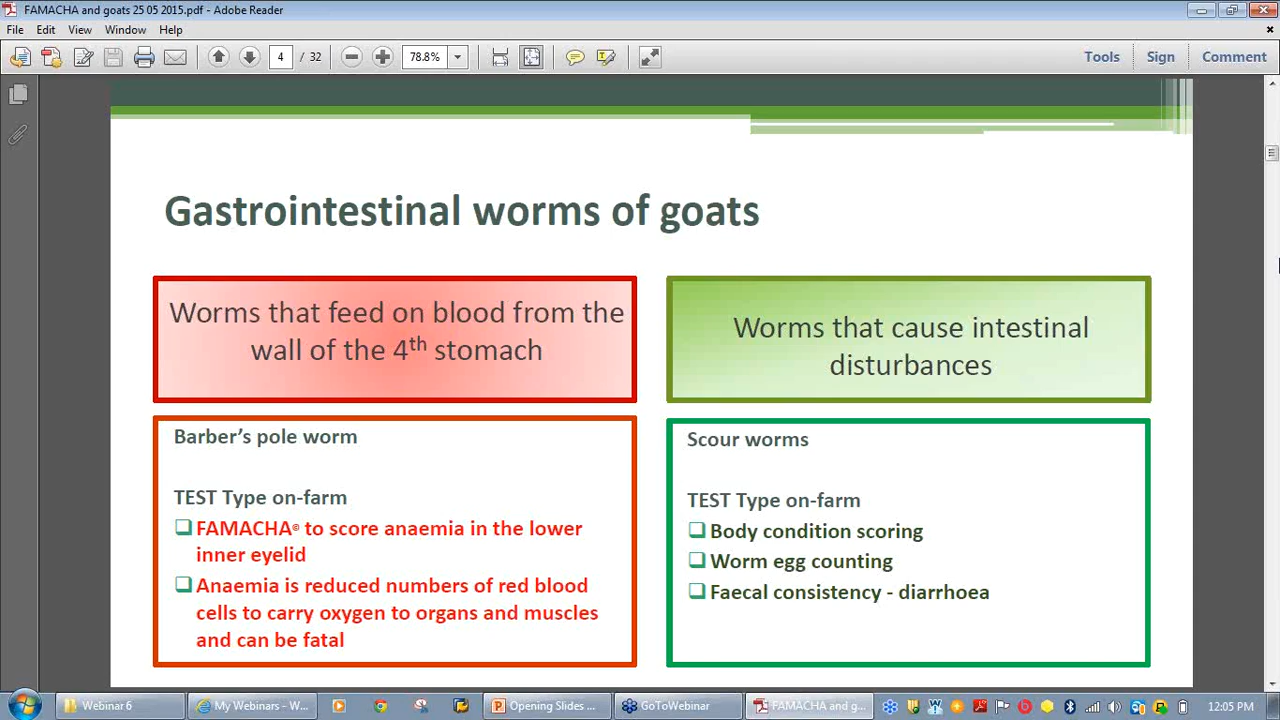 FAMACHA and goats 25 05 2015.pdf - Adobe Reader
File Edit View Window Help
4 / 32 78.8% Tools Sign Comment
Gastrointestinal worms of goats
Worms that feed on blood from the
wall of the 4th stomach
Worms that cause intestinal
disturbances
Barber's pole worm
TEST Type on-farm
FAMACHA® to score anaemia in the lower
inner eyelid
Anaemia is reduced numbers of red blood
cells to carry oxygen to organs and muscles
and can be fatal
Scour worms
TEST Type on-farm
Body condition scoring
Worm egg counting
Faecal consistency - diarrhoea
Webinar 6 My Webinars - W... Opening Slides ... GoToWebinar FAMACHA and g... 12:05 PM